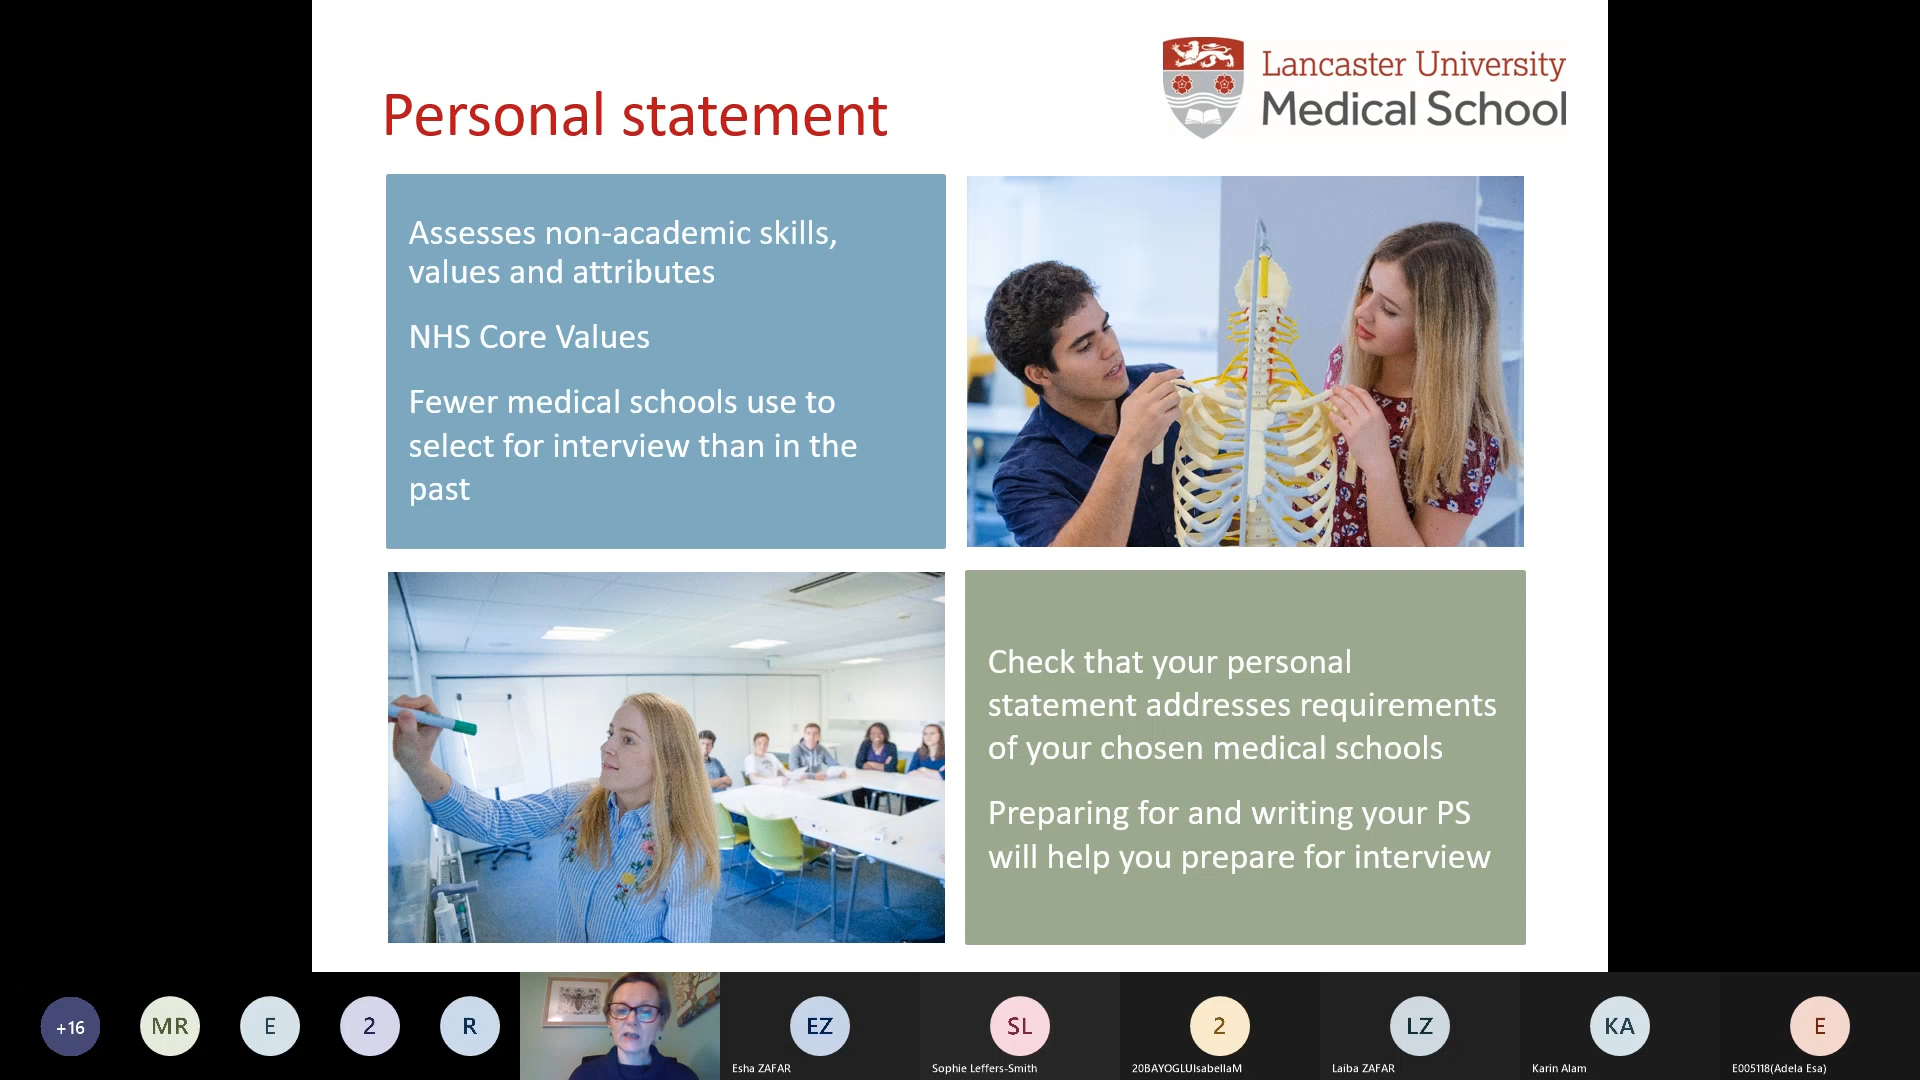 Lancaster University
Medical School
Personal statement
Assesses non-academic skills,
values and attributes
NHS Core Values
Fewer medical schools use to
select for interview than in the
past
Check that your personal
statement addresses requirements
of your chosen medical schools
Preparing for and writing your PS
will help you prepare for interview
+16
MR
E
2
R
EZ
Esha ZAFAR
SL
Sophie Leffers-Smith
2
20BAYOGLUIsabellaM
LZ
Laiba ZAFAR
KA
Karin Alam
E
E005118(Adela Esa)